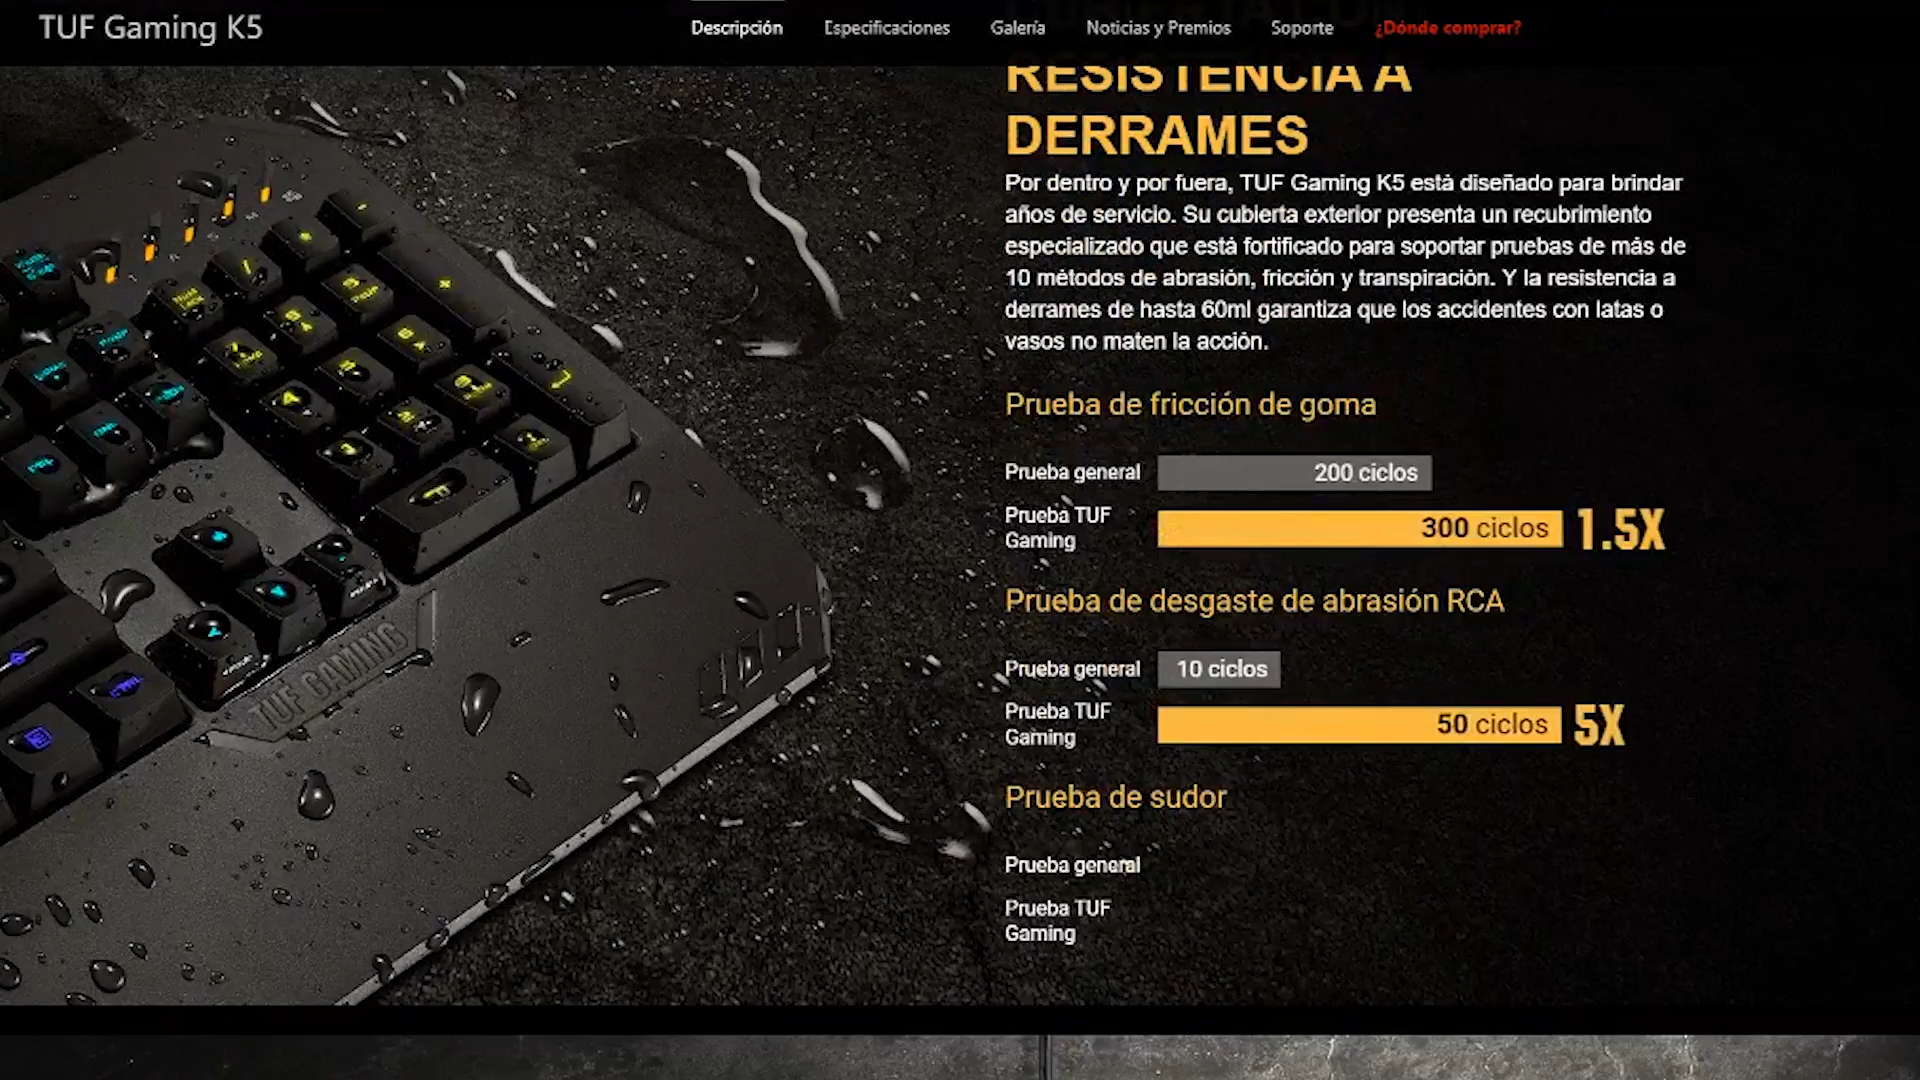 TUF Gaming K5
Descripción
Especificaciones
Galería
Noticias y Premios
Soporte
¿Dónde comprar?
RESISTENCIA A
DERRAMES
Por dentro y por fuera, TUF Gaming K5 está diseñado para brindar
años de servicio. Su cubierta exterior presenta un recubrimiento
especializado que está fortificado para soportar pruebas de más de
10 métodos de abrasión, fricción y transpiración. Y la resistencia a
derrames de hasta 60ml garantiza que los accidentes con latas o
vasos no maten la acción.
Prueba de fricción de goma
Prueba general
200 ciclos
Prueba TUF
Gaming
300 ciclos
1.5X
Prueba de desgaste de abrasión RCA
Prueba general
10 ciclos
Prueba TUF
Gaming
50 ciclos
5X
Prueba de sudor
Prueba general
Prueba TUF
Gaming
TUF GAMING